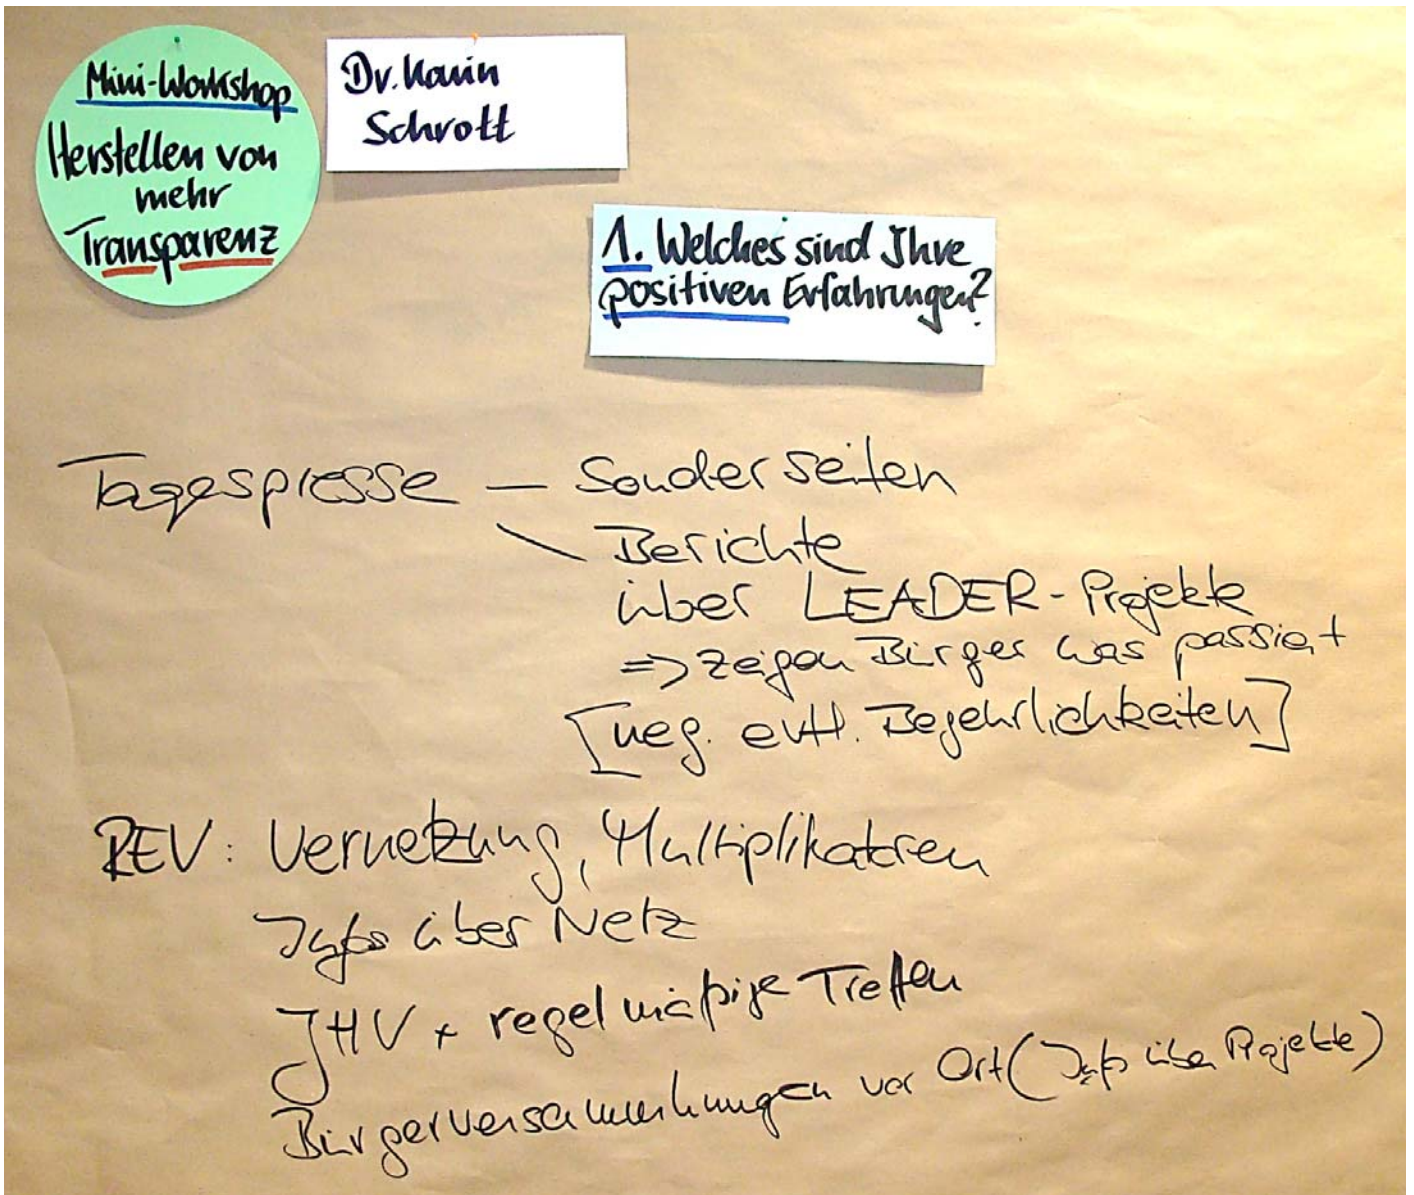 Mini-Workshop
Herstellen von
mehr
Transparenz
Dr. Karin
Schrott
1. Welches sind Ihre
positiven Erfahrungen?
Tagespresse — Sonderseiten
\ Berichte
über LEADER-Projekte
=> zeigen Bürger was passiert
[neg. evtl. Begehrlichkeiten]
REV: Vernetzung, Multiplikatoren
Infos über Netz
JHV + regelmäßige Treffen
Bürgerversammlungen vor Ort (Info über Projekte)